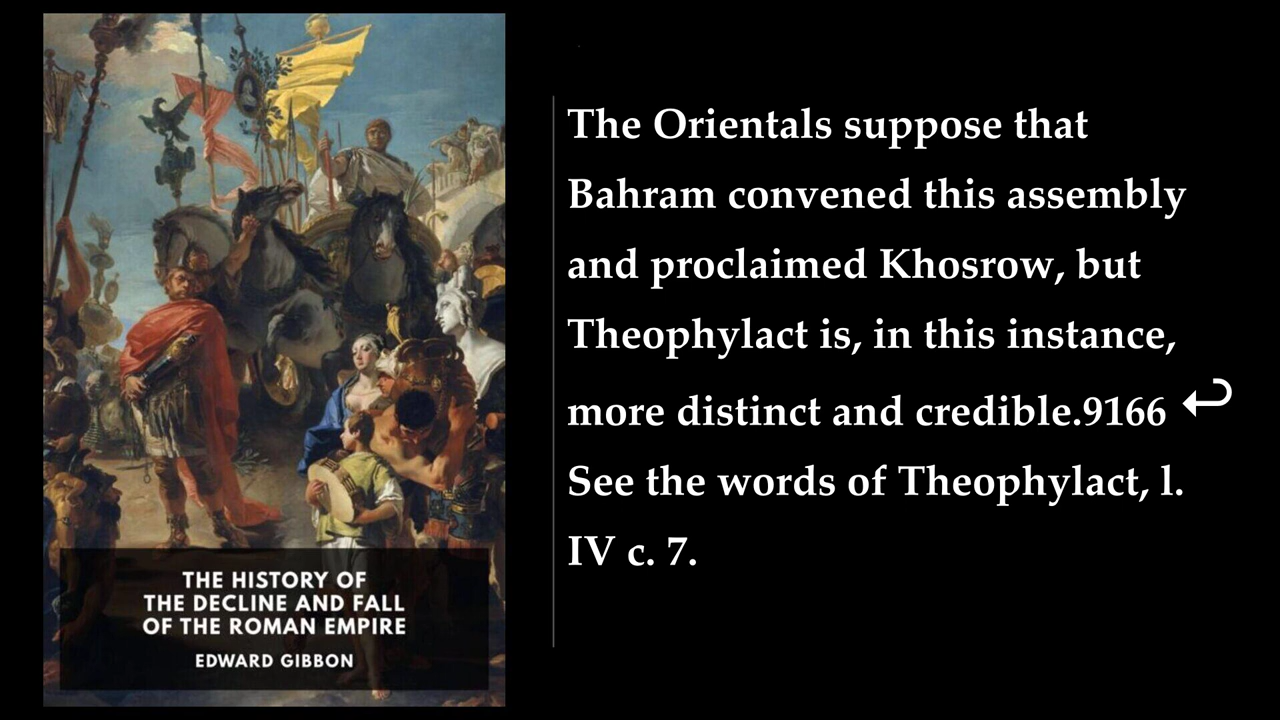 THE HISTORY OF
THE DECLINE AND FALL
OF THE ROMAN EMPIRE
EDWARD GIBBON
The Orientals suppose that
Bahram convened this assembly
and proclaimed Khosrow, but
Theophylact is, in this instance,
more distinct and credible.9166 ↩
See the words of Theophylact, l.
IV c. 7.